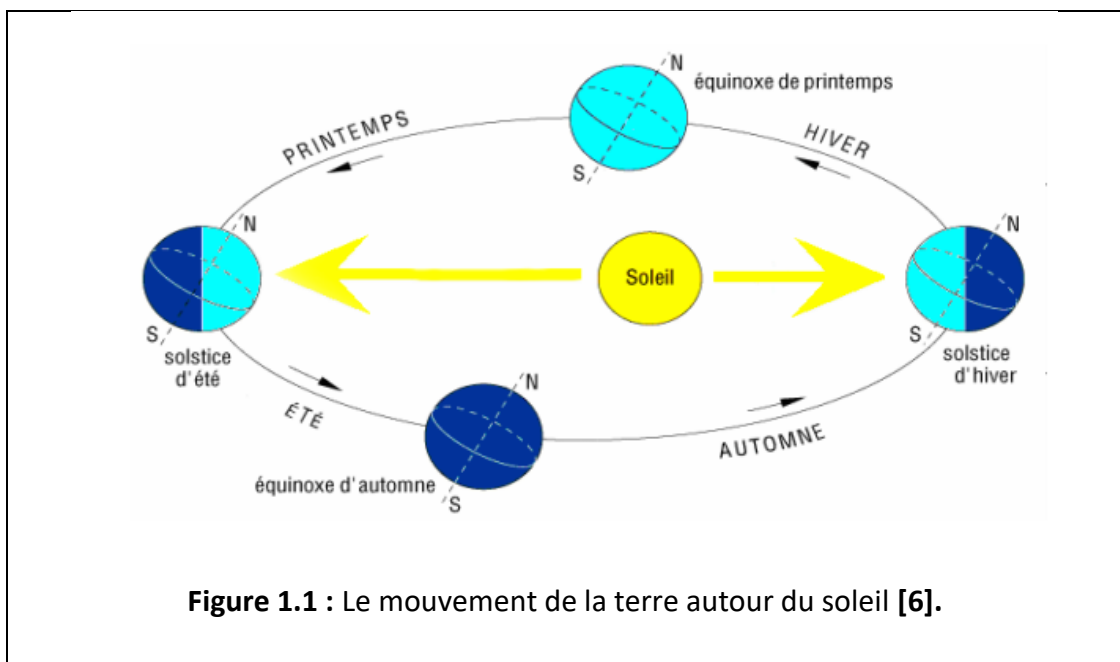 N
équinoxe de printemps
PRINTEMPS
HIVER
S
N
N
Soleil
S
S
solstice
d'été
solstice
d'hiver
N
ÉTÉ
AUTOMNE
équinoxe d'automne
S
Figure 1.1 : Le mouvement de la terre autour du soleil [6].